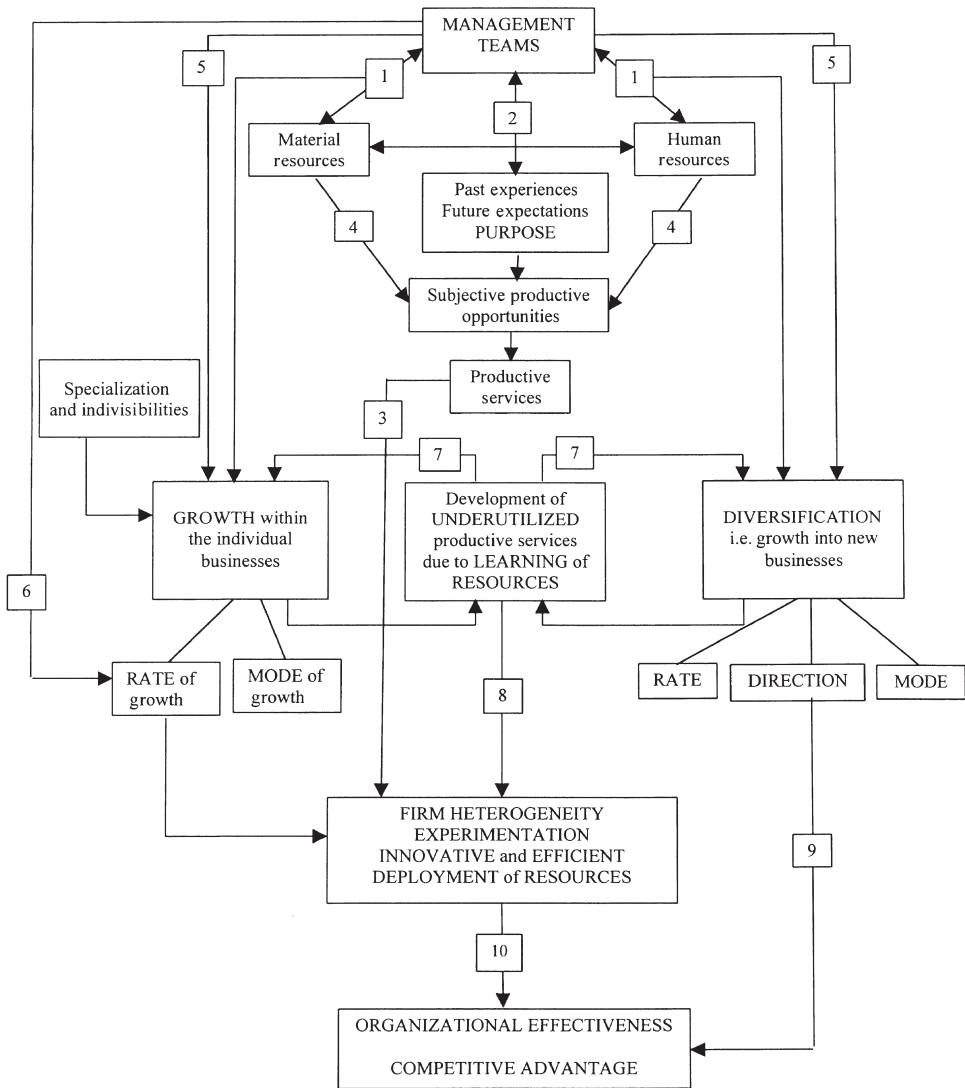 MANAGEMENT
TEAMS
5
5
1
1
2
Material
resources
Human
resources
Past experiences
Future expectations
PURPOSE
4
4
Subjective productive
opportunities
Productive
services
Specialization
and indivisibilities
3
7
7
GROWTH within
the individual
businesses
Development of
UNDERUTILIZED
productive services
due to LEARNING of
RESOURCES
DIVERSIFICATION
i.e. growth into new
businesses
6
RATE of
growth
MODE of
growth
RATE
DIRECTION
MODE
8
FIRM HETEROGENEITY
EXPERIMENTATION
INNOVATIVE and EFFICIENT
DEPLOYMENT of RESOURCES
9
10
ORGANIZATIONAL EFFECTIVENESS
COMPETITIVE ADVANTAGE